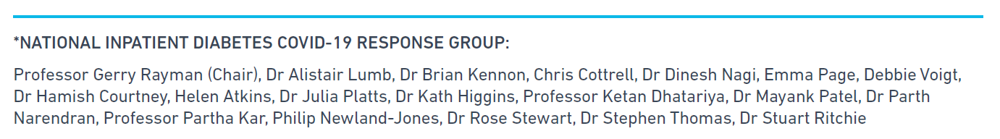 *NATIONAL INPATIENT DIABETES COVID-19 RESPONSE GROUP:
Professor Gerry Rayman (Chair), Dr Alistair Lumb, Dr Brian Kennon, Chris Cottrell, Dr Dinesh Nagi, Emma Page, Debbie Voigt,
Dr Hamish Courtney, Helen Atkins, Dr Julia Platts, Dr Kath Higgins, Professor Ketan Dhatariya, Dr Mayank Patel, Dr Parth
Narendran, Professor Partha Kar, Philip Newland-Jones, Dr Rose Stewart, Dr Stephen Thomas, Dr Stuart Ritchie